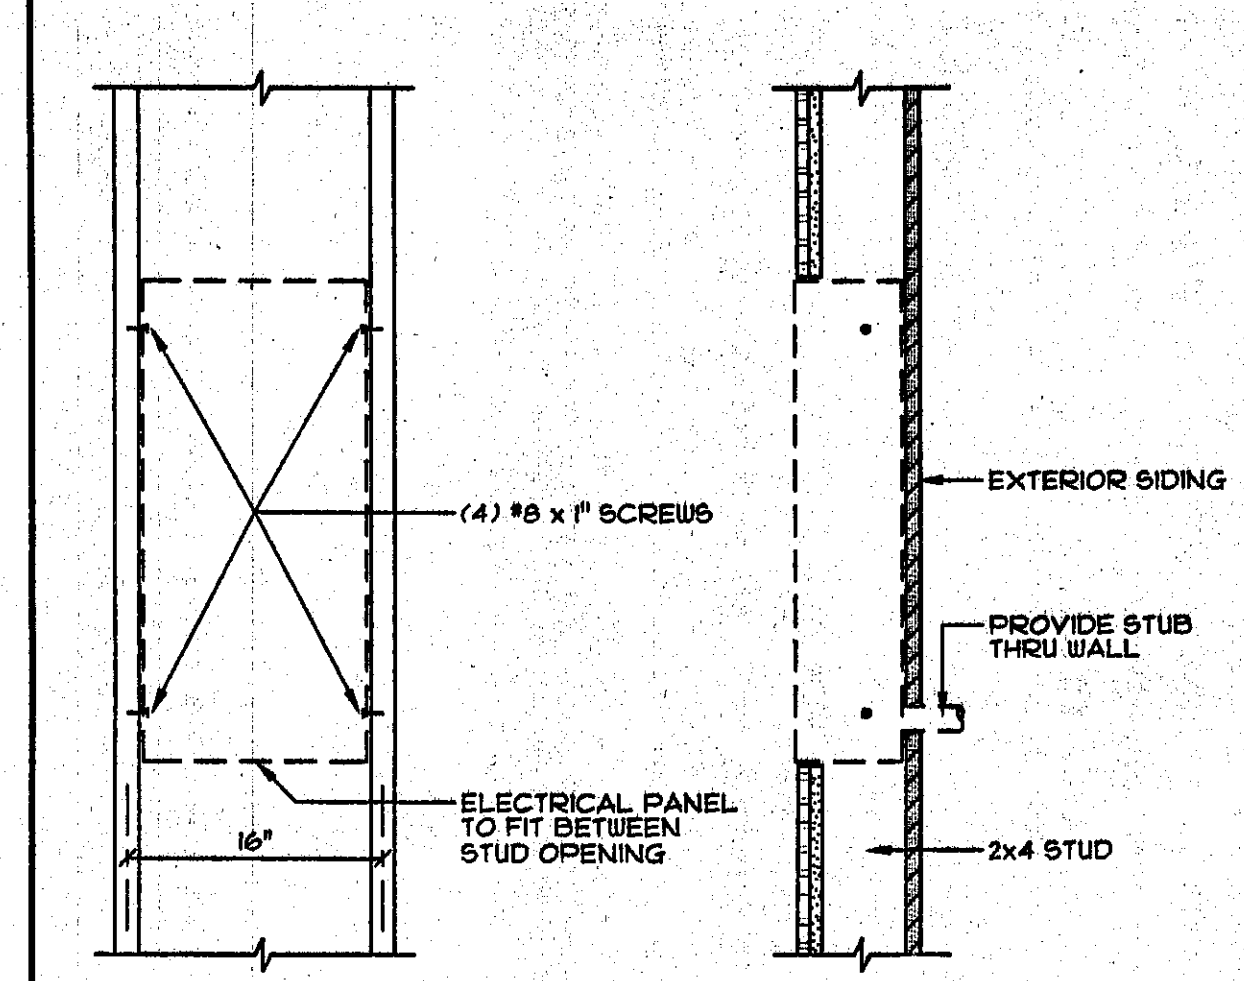 (4) #8 x 1" SCREWS
ELECTRICAL PANEL
TO FIT BETWEEN
STUD OPENING
16"
EXTERIOR SIDING
PROVIDE STUB
THRU WALL
2x4 STUD